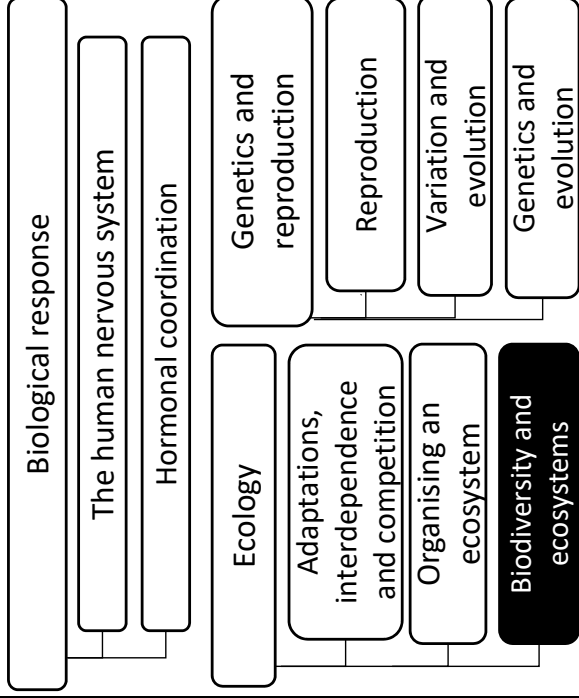 Biological response
The human nervous system
Hormonal coordination
Ecology
Adaptations,
interdependence
and competition
Organising an
ecosystem
Biodiversity and
ecosystems
Genetics and
reproduction
Reproduction
Variation and
evolution
Genetics and
evolution